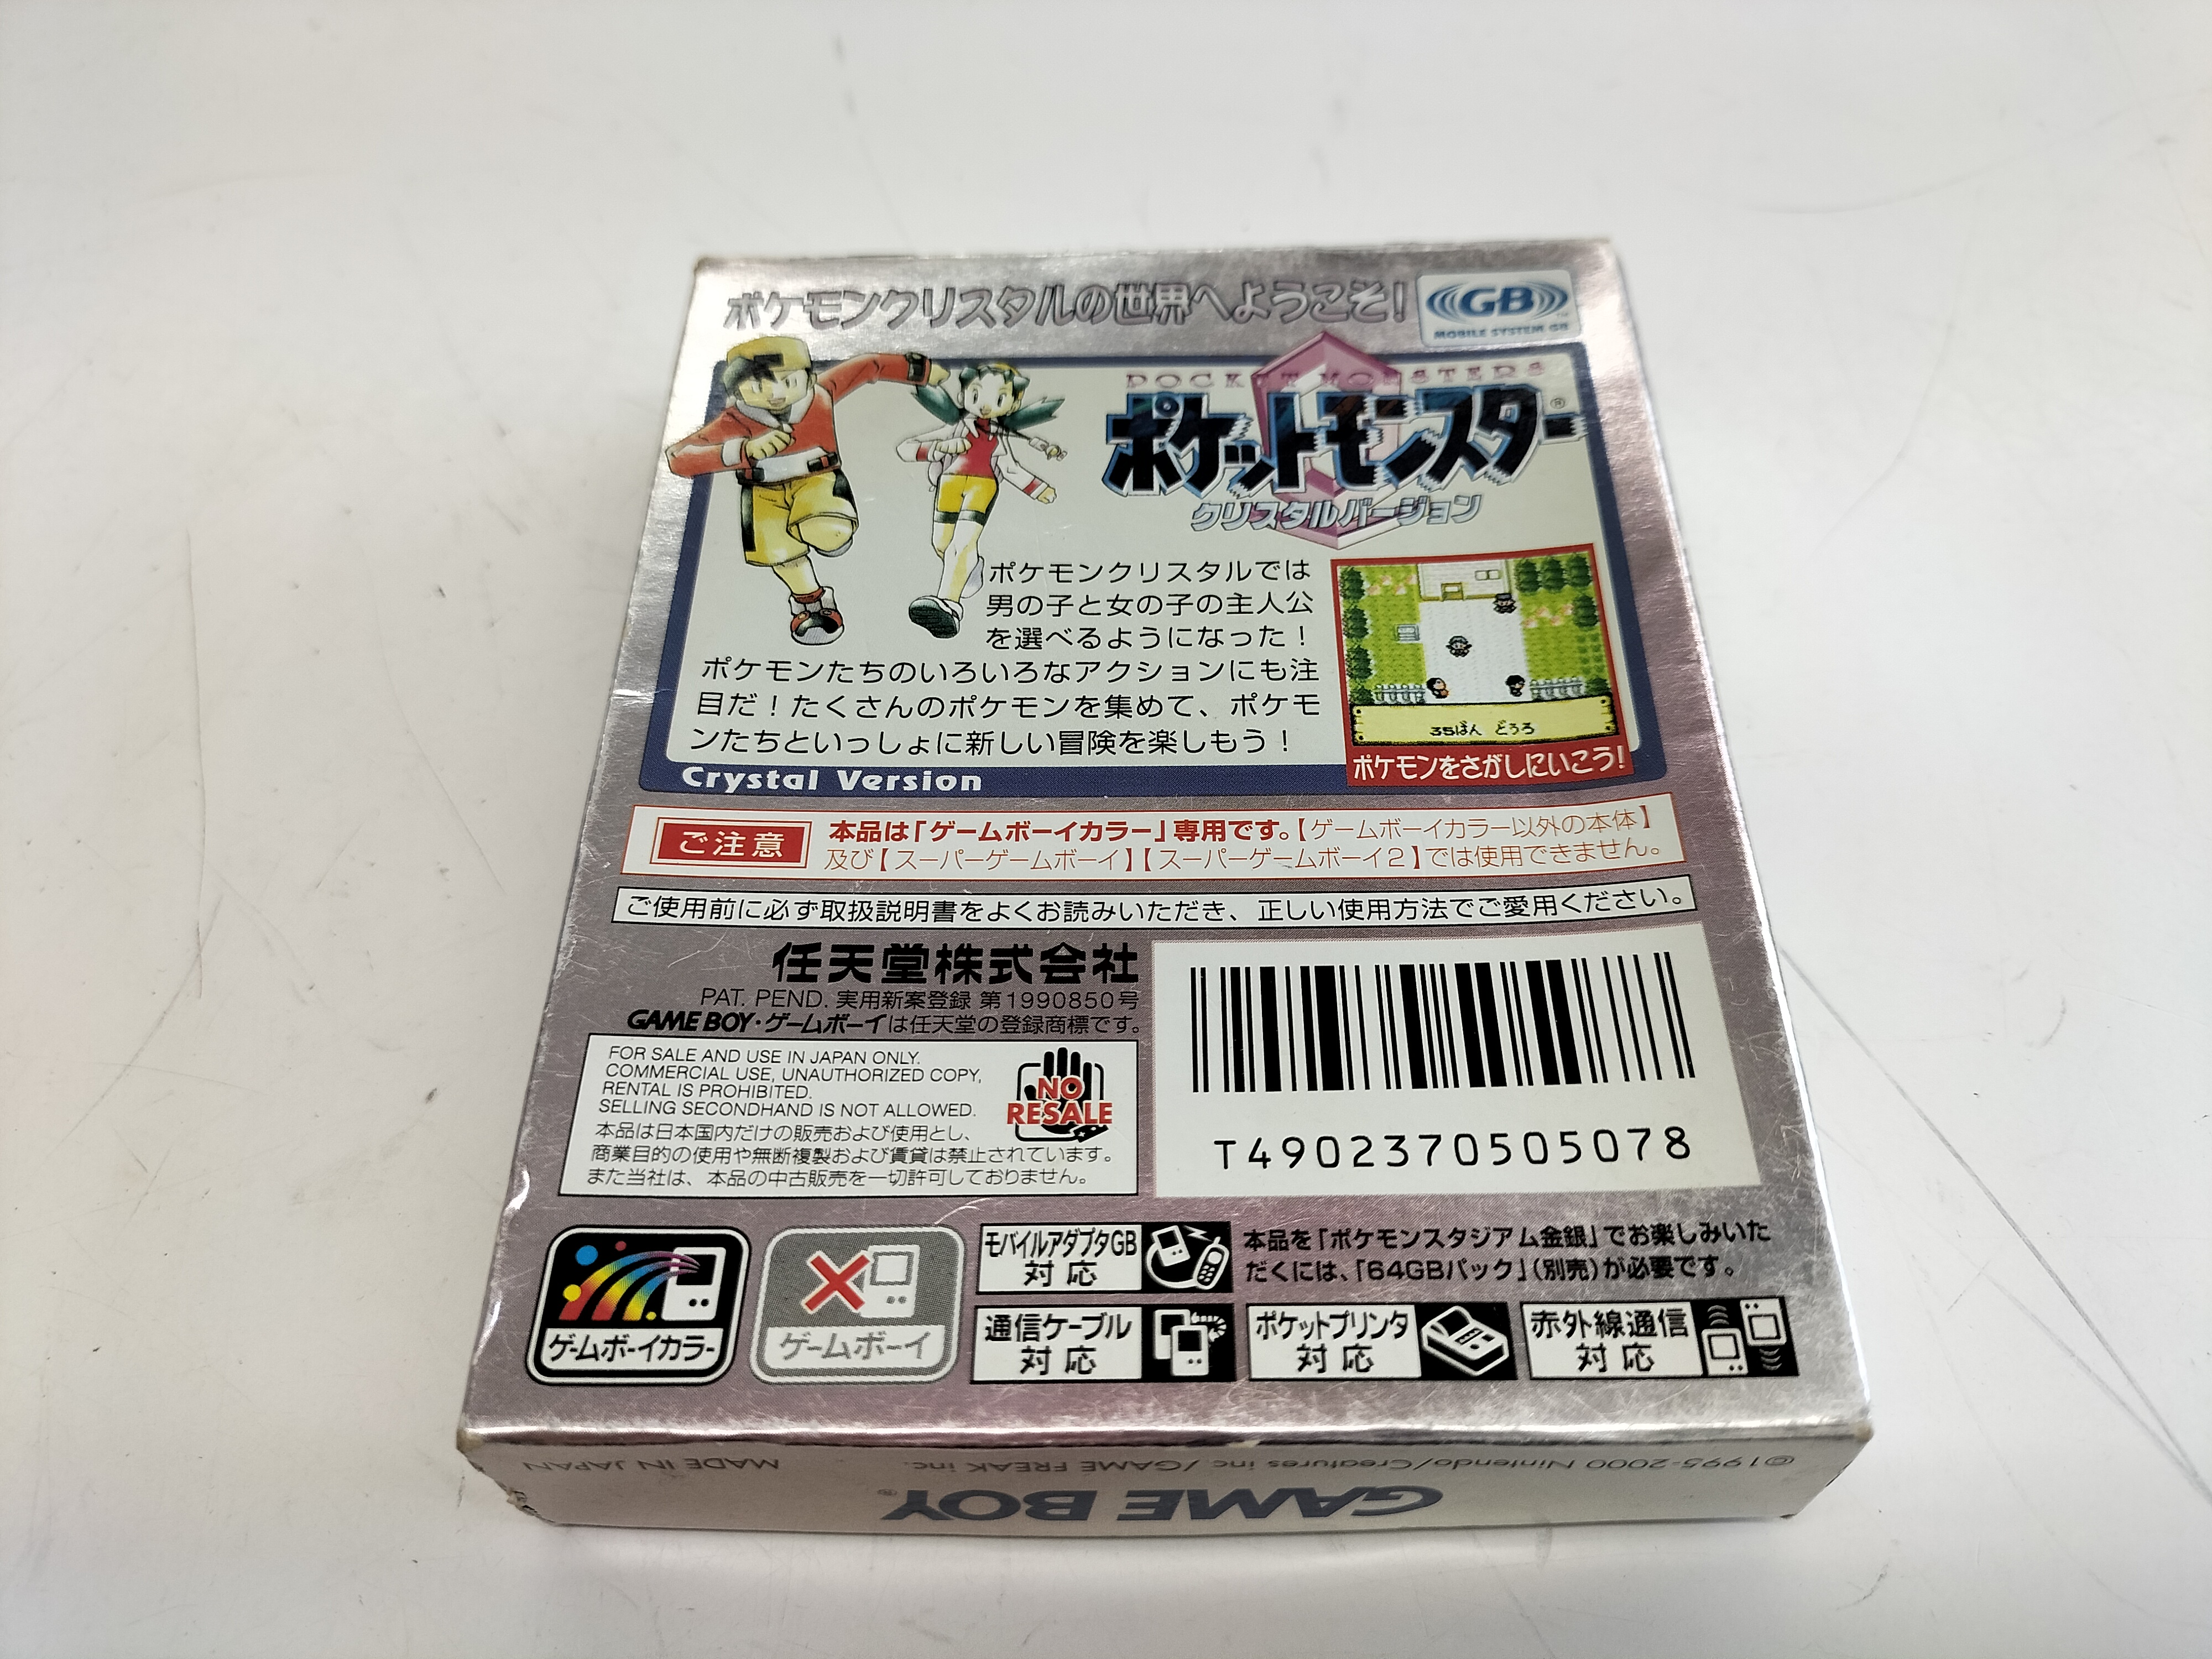 ポケモンクリスタルの世界へようこそ!
GB
MOBILE SYSTEM GB
POCKET MONSTERS
ポケットモンスター®
クリスタルバージョン
ポケモンクリスタルでは
男の子と女の子の主人公
を選べるようになった!
ポケモンたちのいろいろなアクションにも注
目だ!たくさんのポケモンを集めて、ポケモ
ンたちといっしょに新しい冒険を楽しもう!
35ばん どうろ
ポケモンをさがしにいこう!
Crystal Version
ご注意
本品は「ゲームボーイカラー」専用です。【ゲームボーイカラー以外の本体】
及び【スーパーゲームボーイ】【スーパーゲームボーイ2】では使用できません。
ご使用前に必ず取扱説明書をよくお読みいただき、正しい使用方法でご愛用ください。
任天堂株式会社
PAT. PEND. 実用新案登録 第1990850号
GAME BOY・ゲームボーイは任天堂の登録商標です。
FOR SALE AND USE IN JAPAN ONLY.
COMMERCIAL USE, UNAUTHORIZED COPY,
RENTAL IS PROHIBITED.
SELLING SECONDHAND IS NOT ALLOWED.
NO
RESALE
本品は日本国内だけの販売および使用とし、
商業目的の使用や無断複製および賃貸は禁止されています。
また当社は、本品の中古販売を一切許可しておりません。
T4902370505078
ゲームボーイカラー
ゲームボーイ
モバイルアダプタGB
対応
本品を「ポケモンスタジアム金銀」でお楽しみいた
だくには、「64GBパック」(別売)が必要です。
通信ケーブル
対応
ポケットプリンタ
対応
赤外線通信
対応
©1995-2000 Nintendo/Creatures inc./GAME FREAK inc.
MADE IN JAPAN
GAME BOY®